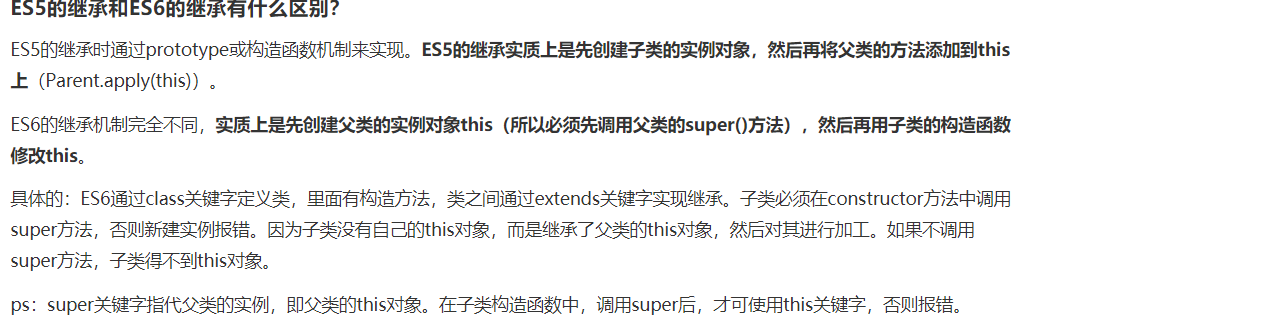 ES5的继承和ES6的继承有什么区别？
ES5的继承时通过prototype或构造函数机制来实现。ES5的继承实质上是先创建子类的实例对象，然后再将父类的方法添加到this
上（Parent.apply(this)）。
ES6的继承机制完全不同，实质上是先创建父类的实例对象this（所以必须先调用父类的super()方法），然后再用子类的构造函数
修改this。
具体的：ES6通过class关键字定义类，里面有构造方法，类之间通过extends关键字实现继承。子类必须在constructor方法中调用
super方法，否则新建实例报错。因为子类没有自己的this对象，而是继承了父类的this对象，然后对其进行加工。如果不调用
super方法，子类得不到this对象。
ps：super关键字指代父类的实例，即父类的this对象。在子类构造函数中，调用super后，才可使用this关键字，否则报错。